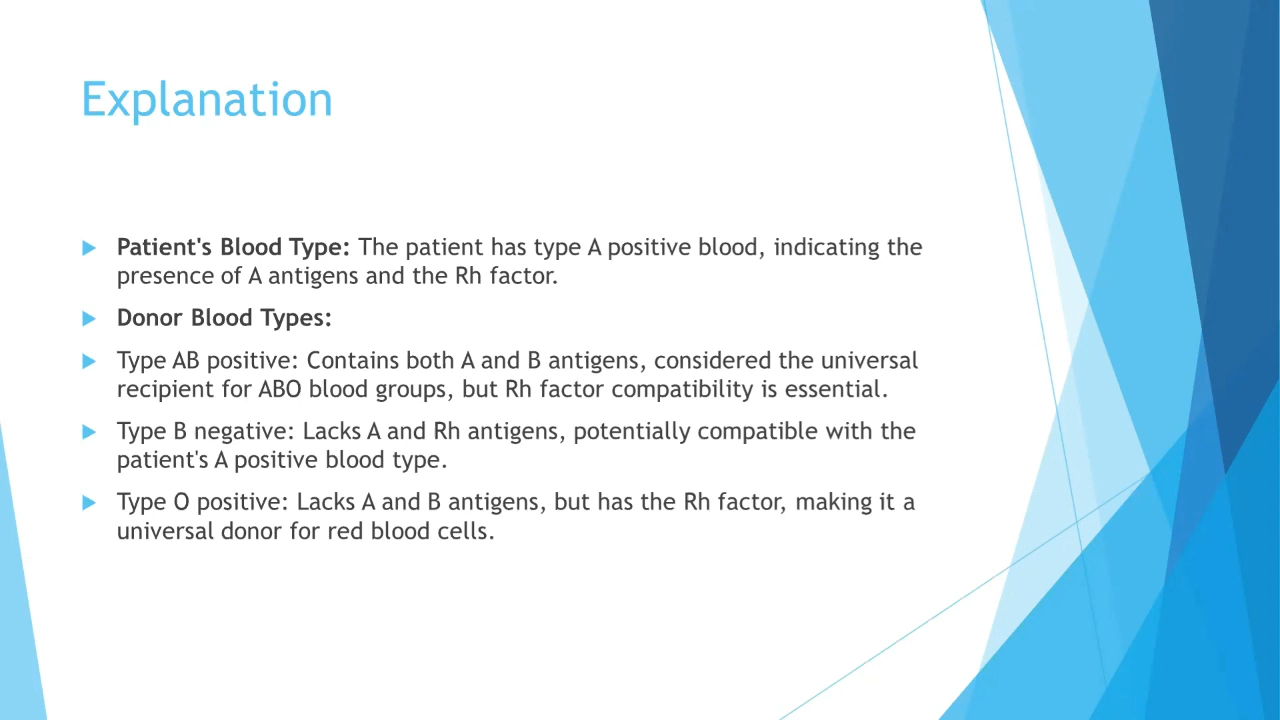 Explanation
Patient's Blood Type: The patient has type A positive blood, indicating the
presence of A antigens and the Rh factor.
Donor Blood Types:
Type AB positive: Contains both A and B antigens, considered the universal
recipient for ABO blood groups, but Rh factor compatibility is essential.
Type B negative: Lacks A and Rh antigens, potentially compatible with the
patient's A positive blood type.
Type O positive: Lacks A and B antigens, but has the Rh factor, making it a
universal donor for red blood cells.